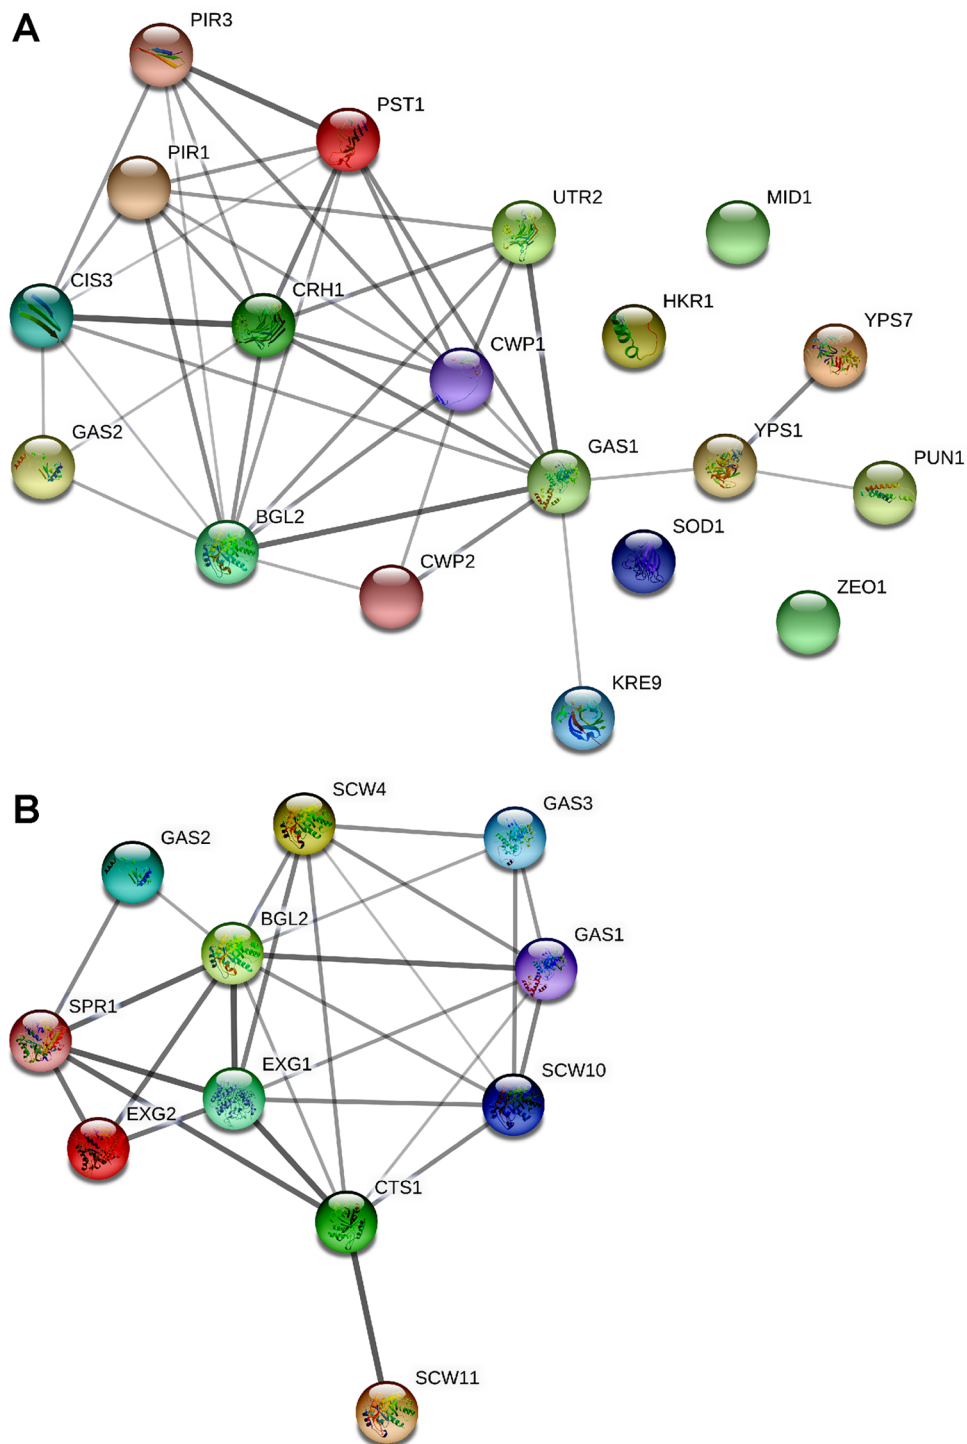 A
PIR3
PST1
PIR1
UTR2
MID1
CIS3
CRH1
HKR1
YPS7
CWP1
GAS2
GAS1
YPS1
PUN1
BGL2
SOD1
CWP2
ZEO1
KRE9
B
SCW4
GAS3
GAS2
BGL2
GAS1
SPR1
EXG1
SCW10
EXG2
CTS1
SCW11